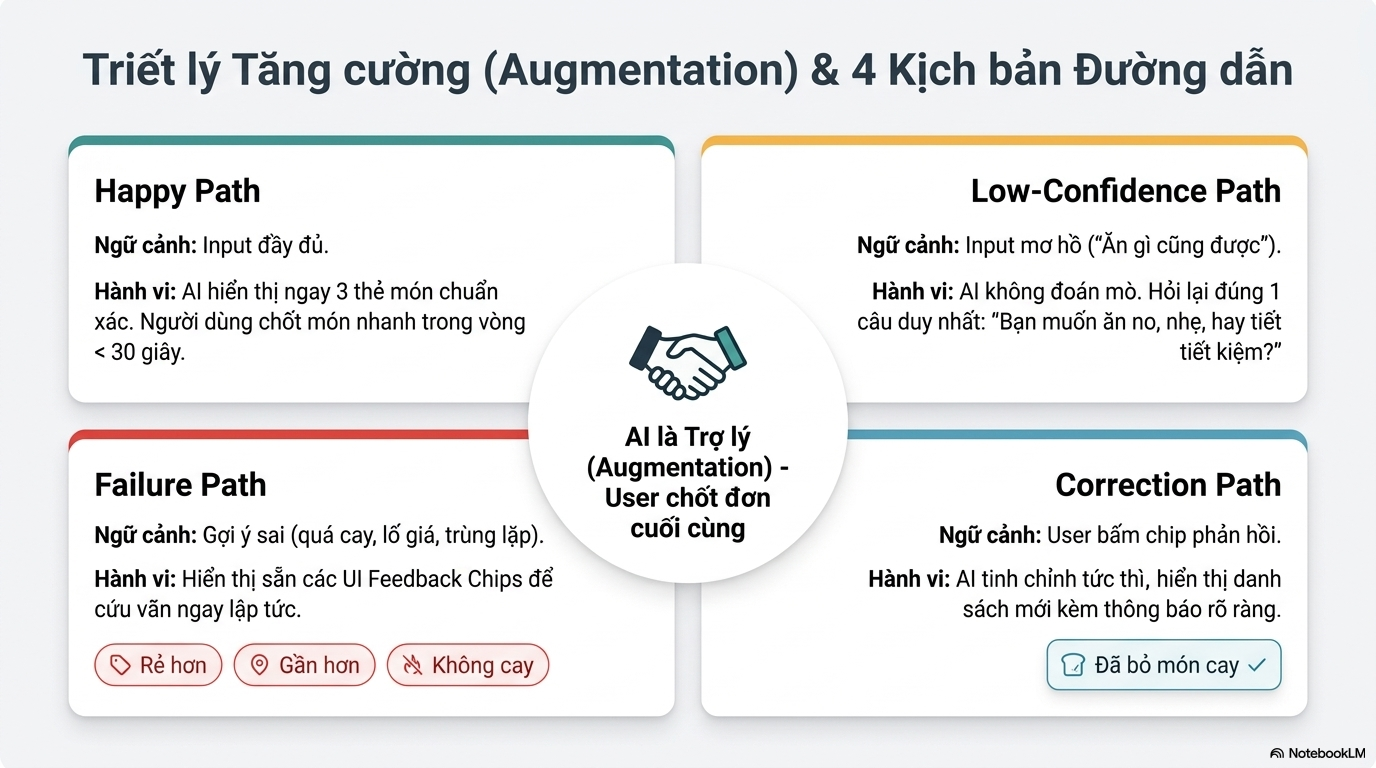 Triết lý Tăng cường (Augmentation) & 4 Kịch bản Đường dẫn
Happy Path
Ngữ cảnh: Input đầy đủ.
Hành vi: AI hiển thị ngay 3 thẻ món chuẩn
xác. Người dùng chốt món nhanh trong vòng
< 30 giây.
Low-Confidence Path
Ngữ cảnh: Input mơ hồ (“Ăn gì cũng được”).
Hành vi: AI không đoán mò. Hỏi lại đúng 1
câu duy nhất: “Bạn muốn ăn no, nhẹ, hay tiết
tiết kiệm?”
AI là Trợ lý
(Augmentation) -
User chốt đơn
cuối cùng
Failure Path
Ngữ cảnh: Gợi ý sai (quá cay, lố giá, trùng lặp).
Hành vi: Hiển thị sẵn các UI Feedback Chips để
cứu vãn ngay lập tức.
Rẻ hơn
Gần hơn
Không cay
Correction Path
Ngữ cảnh: User bấm chip phản hồi.
Hành vi: AI tinh chỉnh tức thì, hiển thị danh
sách mới kèm thông báo rõ ràng.
Đã bỏ món cay
NotebookLM